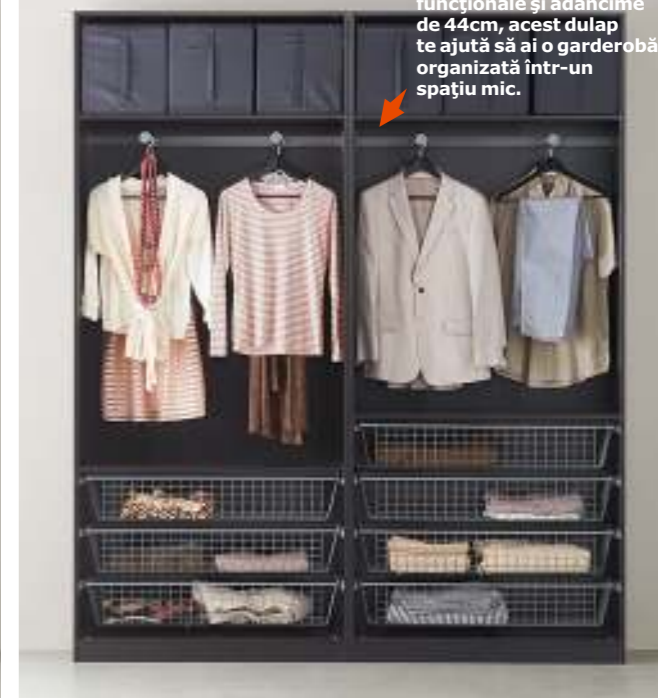 funcţionale şi adâncime
de 44cm, acest dulap
te ajută să ai o garderobă
organizată într-un
spaţiu mic.